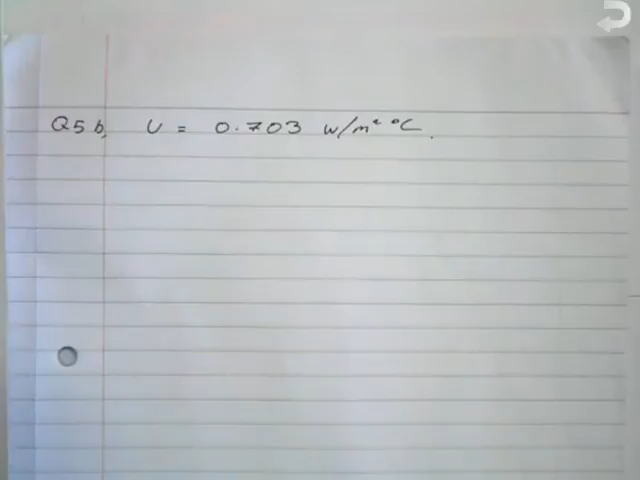 Q5 b, U = 0.703 W/m² °C.